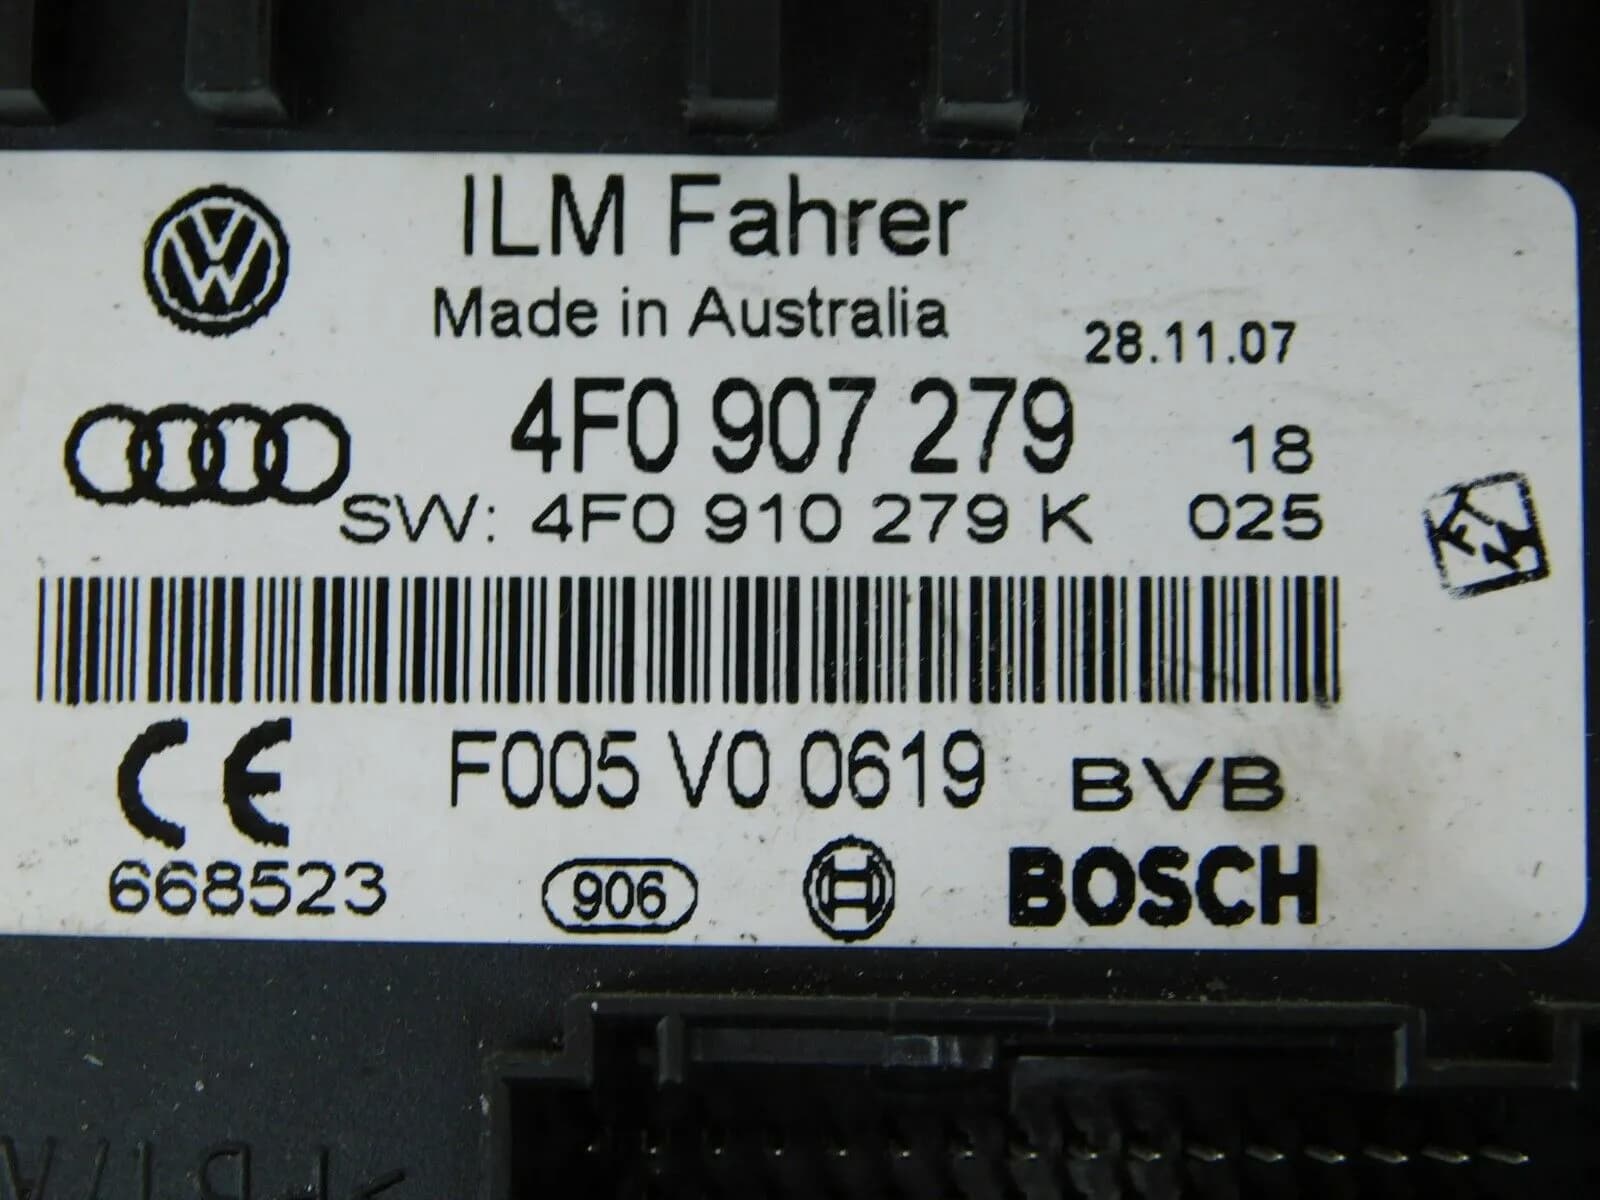 ILM Fahrer
Made in Australia
28.11.07
4F0 907 279
18
SW: 4F0 910 279 K 025
F005 V0 0619 BVB
668523
906
BOSCH